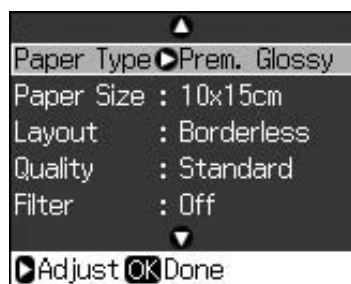 Paper Type Prem. Glossy
Paper Size : 10x15cm
Layout : Borderless
Quality : Standard
Filter : Off
Adjust OK Done